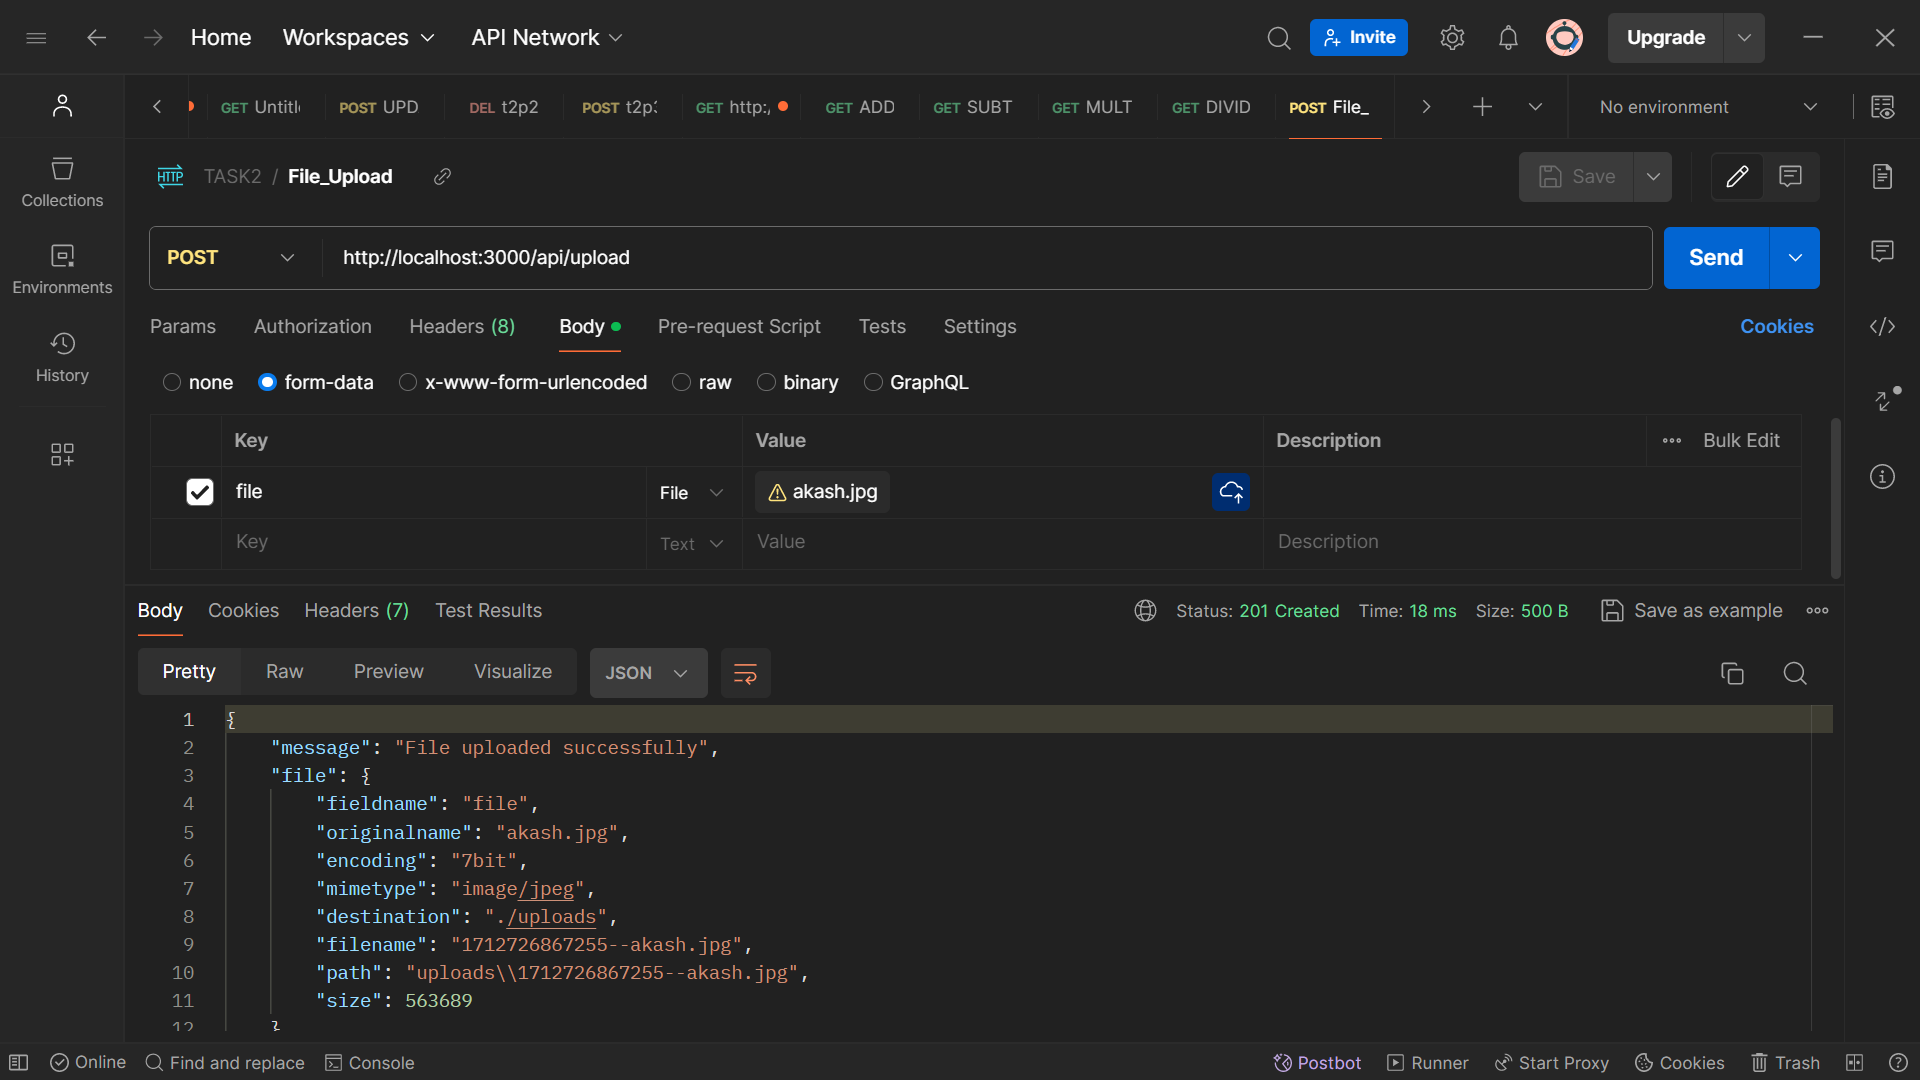 Home Workspaces API Network Invite Upgrade
GET Untitle POST UPD DEL t2p2 POST t2p3 GET http:/ GET ADD GET SUBT GET MULT GET DIVID POST File_ No environment
HTTP TASK2 / File_Upload Save
Collections
Environments
History
POST http://localhost:3000/api/upload Send
Params Authorization Headers (8) Body Pre-request Script Tests Settings Cookies
none form-data x-www-form-urlencoded raw binary GraphQL
Key Value Description Bulk Edit
file File akash.jpg
Key Text Value Description
Body Cookies Headers (7) Test Results Status: 201 Created Time: 18 ms Size: 500 B Save as example
Pretty Raw Preview Visualize JSON
1 {
2 "message": "File uploaded successfully",
3 "file": {
4 "fieldname": "file",
5 "originalname": "akash.jpg",
6 "encoding": "7bit",
7 "mimetype": "image/jpeg",
8 "destination": "./uploads",
9 "filename": "1712726867255--akash.jpg",
10 "path": "uploads\\1712726867255--akash.jpg",
11 "size": 563689
12 }
Online Find and replace Console Postbot Runner Start Proxy Cookies Trash